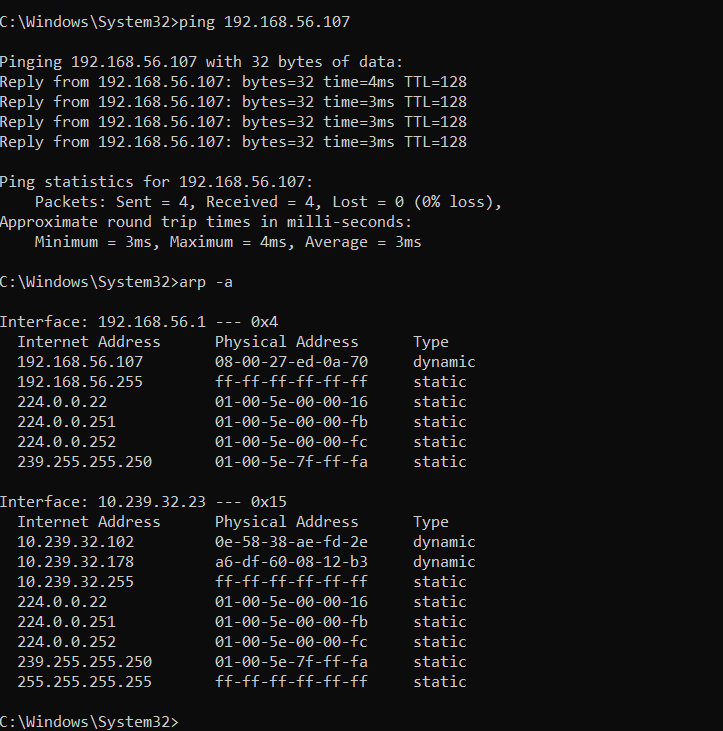 C:\Windows\System32>ping 192.168.56.107
Pinging 192.168.56.107 with 32 bytes of data:
Reply from 192.168.56.107: bytes=32 time=4ms TTL=128
Reply from 192.168.56.107: bytes=32 time=3ms TTL=128
Reply from 192.168.56.107: bytes=32 time=3ms TTL=128
Reply from 192.168.56.107: bytes=32 time=3ms TTL=128
Ping statistics for 192.168.56.107:
    Packets: Sent = 4, Received = 4, Lost = 0 (0% loss),
Approximate round trip times in milli-seconds:
    Minimum = 3ms, Maximum = 4ms, Average = 3ms
C:\Windows\System32>arp -a
Interface: 192.168.56.1 --- 0x4
  Internet Address      Physical Address      Type
  192.168.56.107        08-00-27-ed-0a-70     dynamic
  192.168.56.255        ff-ff-ff-ff-ff-ff     static
  224.0.0.22            01-00-5e-00-00-16     static
  224.0.0.251           01-00-5e-00-00-fb     static
  224.0.0.252           01-00-5e-00-00-fc     static
  239.255.255.250       01-00-5e-7f-ff-fa     static
Interface: 10.239.32.23 --- 0x15
  Internet Address      Physical Address      Type
  10.239.32.102         0e-58-38-ae-fd-2e     dynamic
  10.239.32.178         a6-df-60-08-12-b3     dynamic
  10.239.32.255         ff-ff-ff-ff-ff-ff     static
  224.0.0.22            01-00-5e-00-00-16     static
  224.0.0.251           01-00-5e-00-00-fb     static
  224.0.0.252           01-00-5e-00-00-fc     static
  239.255.255.250       01-00-5e-7f-ff-fa     static
  255.255.255.255       ff-ff-ff-ff-ff-ff     static
C:\Windows\System32>